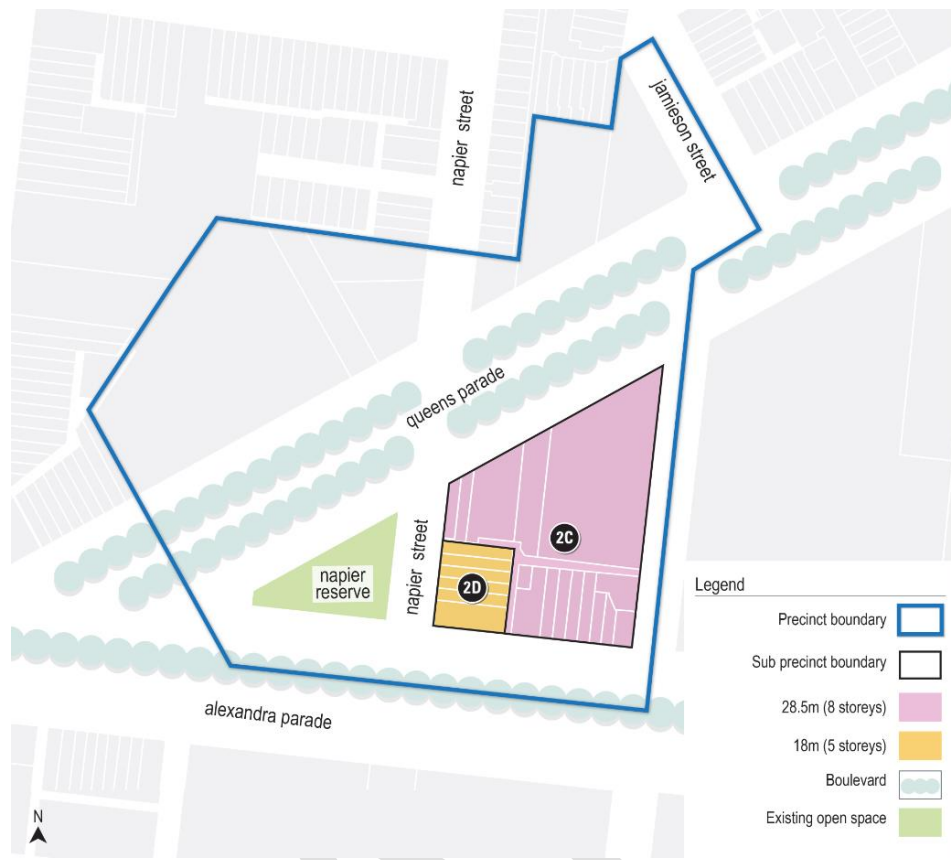 napier street
jamieson street
queens parade
napier
reserve
napier street
2C
2D
alexandra parade
N
Legend
Precinct boundary
Sub precinct boundary
28.5m (8 storeys)
18m (5 storeys)
Boulevard
Existing open space